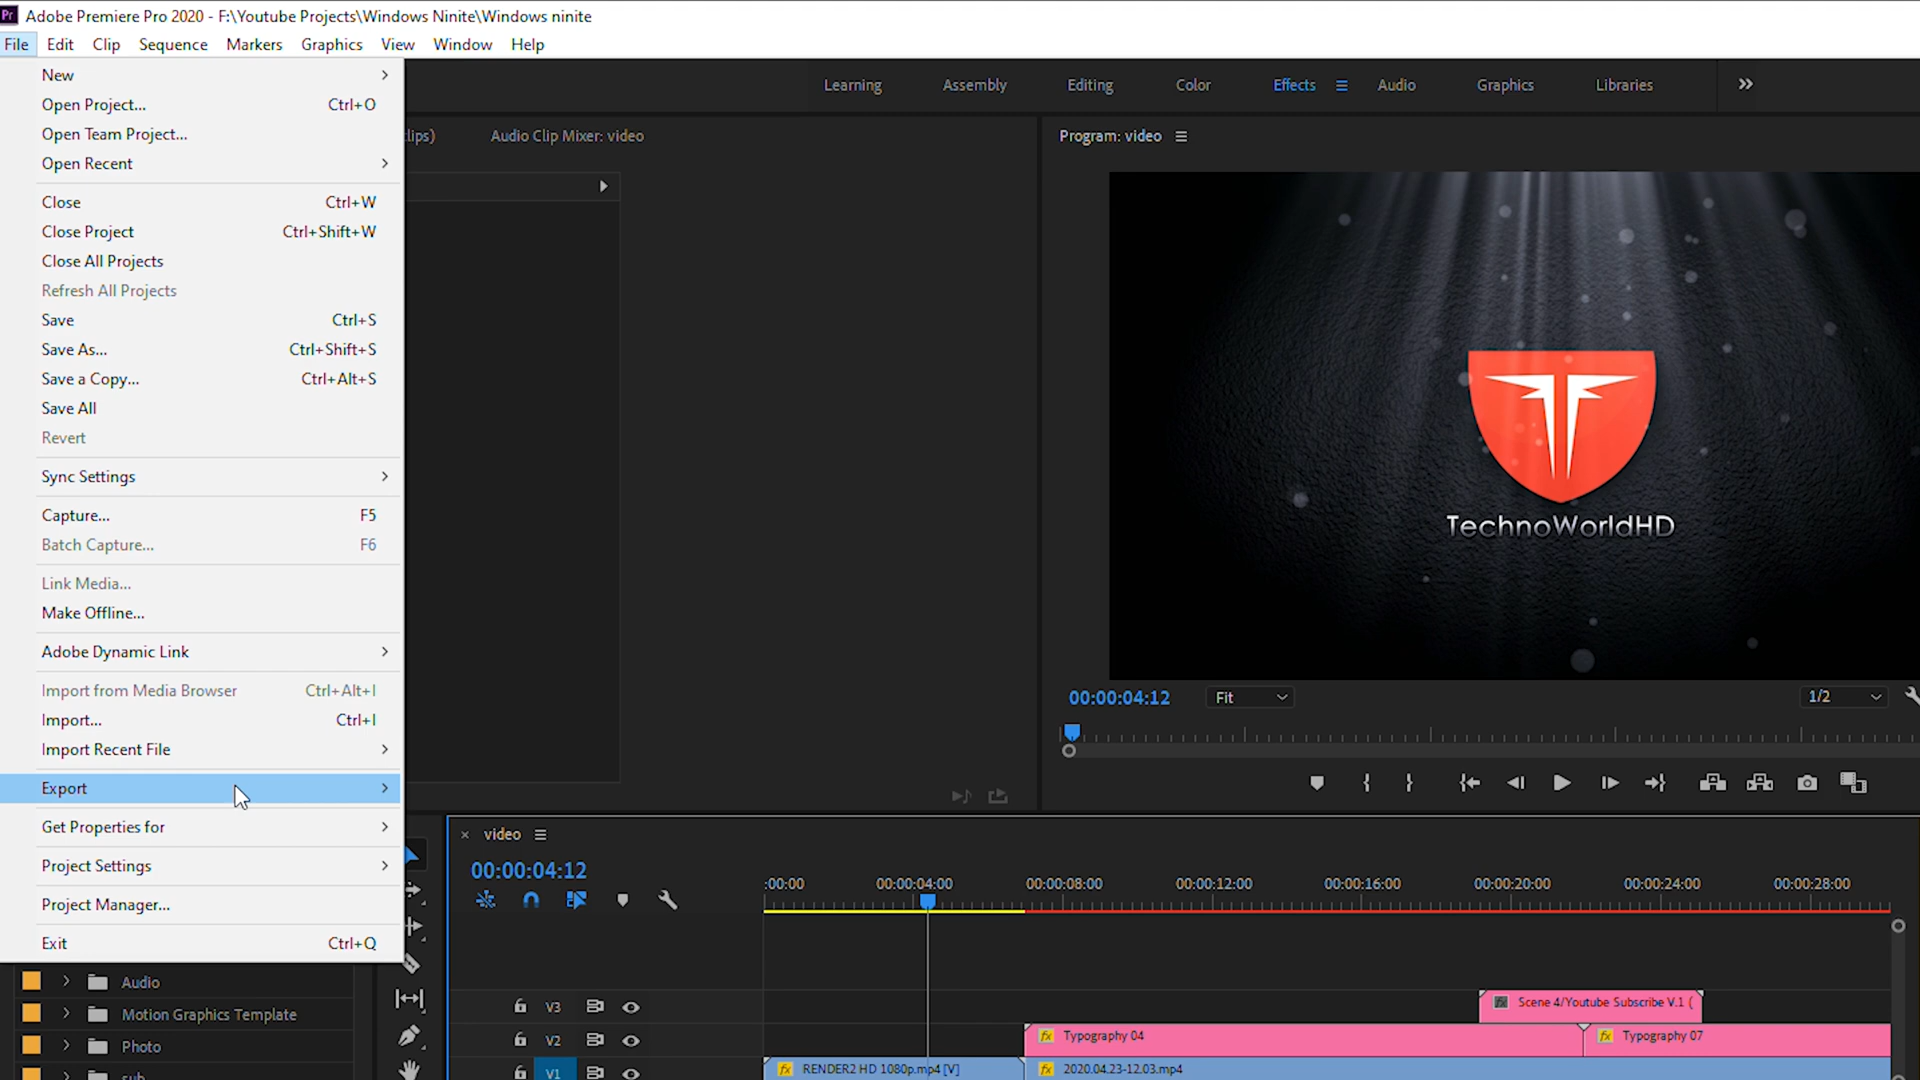 Pr Adobe Premiere Pro 2020 - F:\Youtube Projects\Windows Ninite\Windows ninite
File Edit Clip Sequence Markers Graphics View Window Help
New
Open Project... Ctrl+O
Open Team Project...
Open Recent
Close Ctrl+W
Close Project Ctrl+Shift+W
Close All Projects
Refresh All Projects
Save Ctrl+S
Save As... Ctrl+Shift+S
Save a Copy... Ctrl+Alt+S
Save All
Revert
Sync Settings
Capture... F5
Batch Capture... F6
Link Media...
Make Offline...
Adobe Dynamic Link
Import from Media Browser Ctrl+Alt+I
Import... Ctrl+I
Import Recent File
Export
Get Properties for
Project Settings
Project Manager...
Exit Ctrl+Q
Learning Assembly Editing Color Effects Audio Graphics Libraries
lips) Audio Clip Mixer: video
Program: video
TechnoWorldHD
00:00:04:12 Fit 1/2
video
00:00:04:12
:00:00 00:00:04:00 00:00:08:00 00:00:12:00 00:00:16:00 00:00:20:00 00:00:24:00 00:00:28:00
Audio
Motion Graphics Template
Photo
sub
V3 fx Scene 4/Youtube Subscribe V.1 (
V2 fx Typography 04 fx Typography 07
V1 fx RENDER2 HD 1080p.mp4 [V] fx 2020.04.23-12.03.mp4